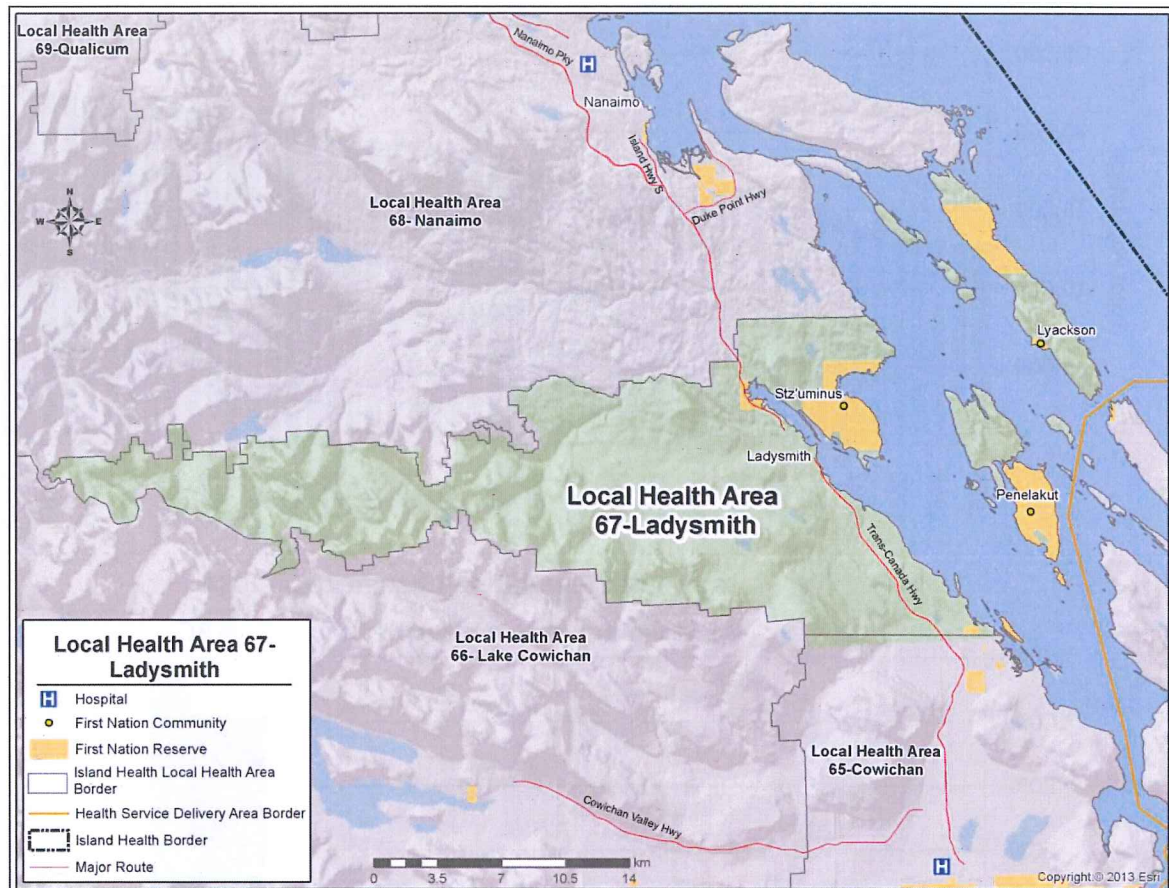 Local Health Area
69-Qualicum
Nanaimo Pky
H
Nanaimo
Island Hwy S
Duke Point Hwy
N
W E
S
Local Health Area
68- Nanaimo
Lyackson
Stz'uminus
Ladysmith
Penelakut
Local Health Area
67-Ladysmith
Trans-Canada Hwy
Local Health Area
66- Lake Cowichan
Local Health Area
65-Cowichan
Cowichan Valley Hwy
H
Local Health Area 67-
Ladysmith
H Hospital
First Nation Community
First Nation Reserve
Island Health Local Health Area
Border
Health Service Delivery Area Border
Island Health Border
Major Route
km
0 3.5 7 10.5 14
Copyright:© 2013 Esri